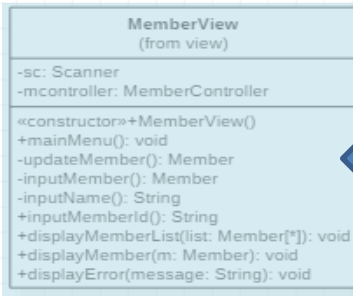 MemberView
(from view)
-sc: Scanner
-mcontroller: MemberController
«constructor»+MemberView()
+mainMenu(): void
-updateMember(): Member
-inputMember(): Member
-inputName(): String
+inputMemberId(): String
+displayMemberList(list: Member[*]): void
+displayMember(m: Member): void
+displayError(message: String): void